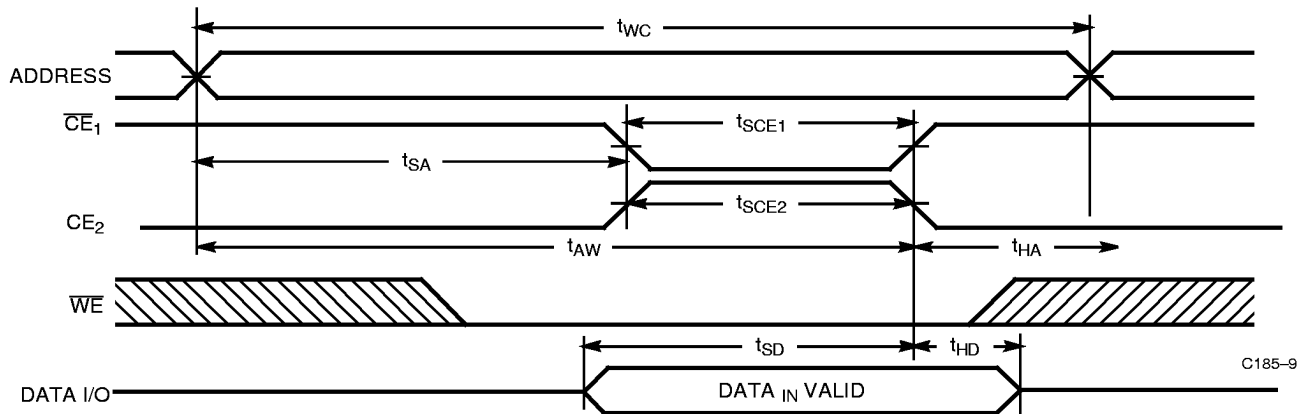 tWC
ADDRESS
CE1
tSCE1
tSA
CE2
tSCE2
tAW
tHA
WE
tSD
tHD
C185–9
DATA I/O
DATA IN VALID